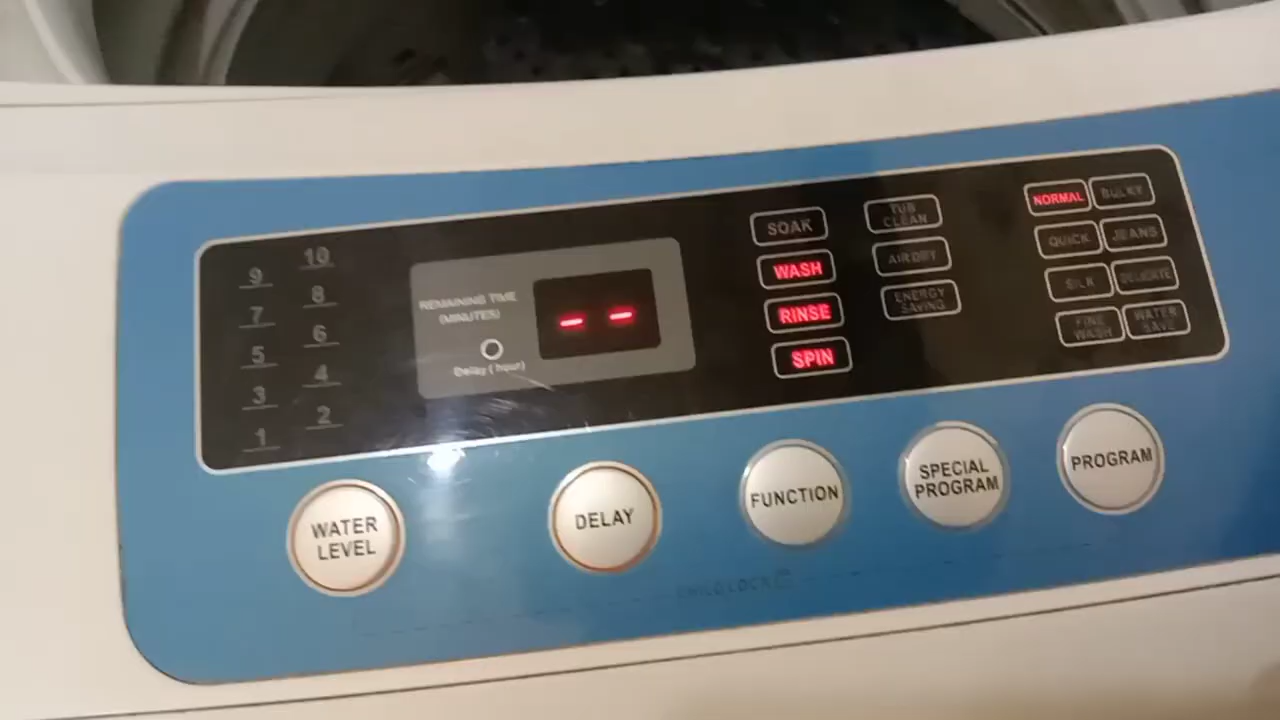 10
9
8
7
6
5
4
3
2
1
REMAINING TIME
(MINUTES)
Delay ( hour)
- -
SOAK
WASH
RINSE
SPIN
TUB
CLEAN
AIR DRY
ENERGY
SAVING
NORMAL
BULKY
QUICK
JEANS
SILK
DELICATE
FINE
WASH
WATER
SAVE
WATER
LEVEL
DELAY
FUNCTION
SPECIAL
PROGRAM
PROGRAM
CHILD LOCK